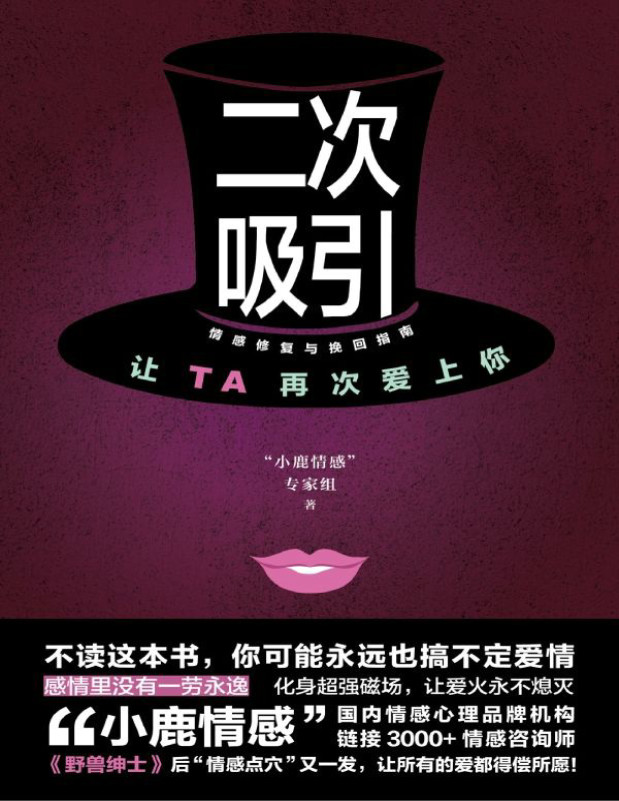 二次
吸引
情感修复与挽回指南
让TA再次爱上你
“小鹿情感”
专家组
著
不读这本书，你可能永远也搞不定爱情
感情里没有一劳永逸 化身超强磁场，让爱火永不熄灭
“小鹿情感” 国内情感心理品牌机构
链接 3000+ 情感咨询师
《野兽绅士》后“情感点穴”又一发，让所有的爱都得偿所愿!